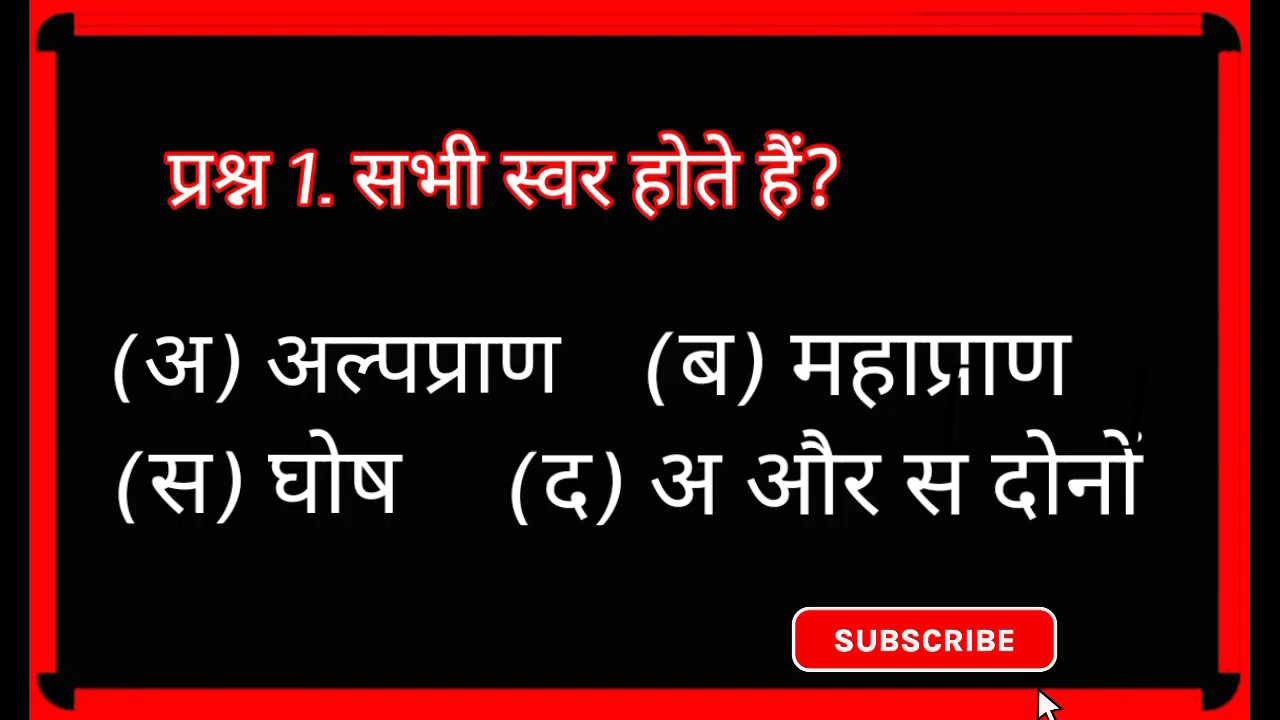 प्रश्न 1. सभी स्वर होते हैं?
(अ) अल्पप्राण (ब) महाप्राण
(स) घोष (द) अ और स दोनों
SUBSCRIBE